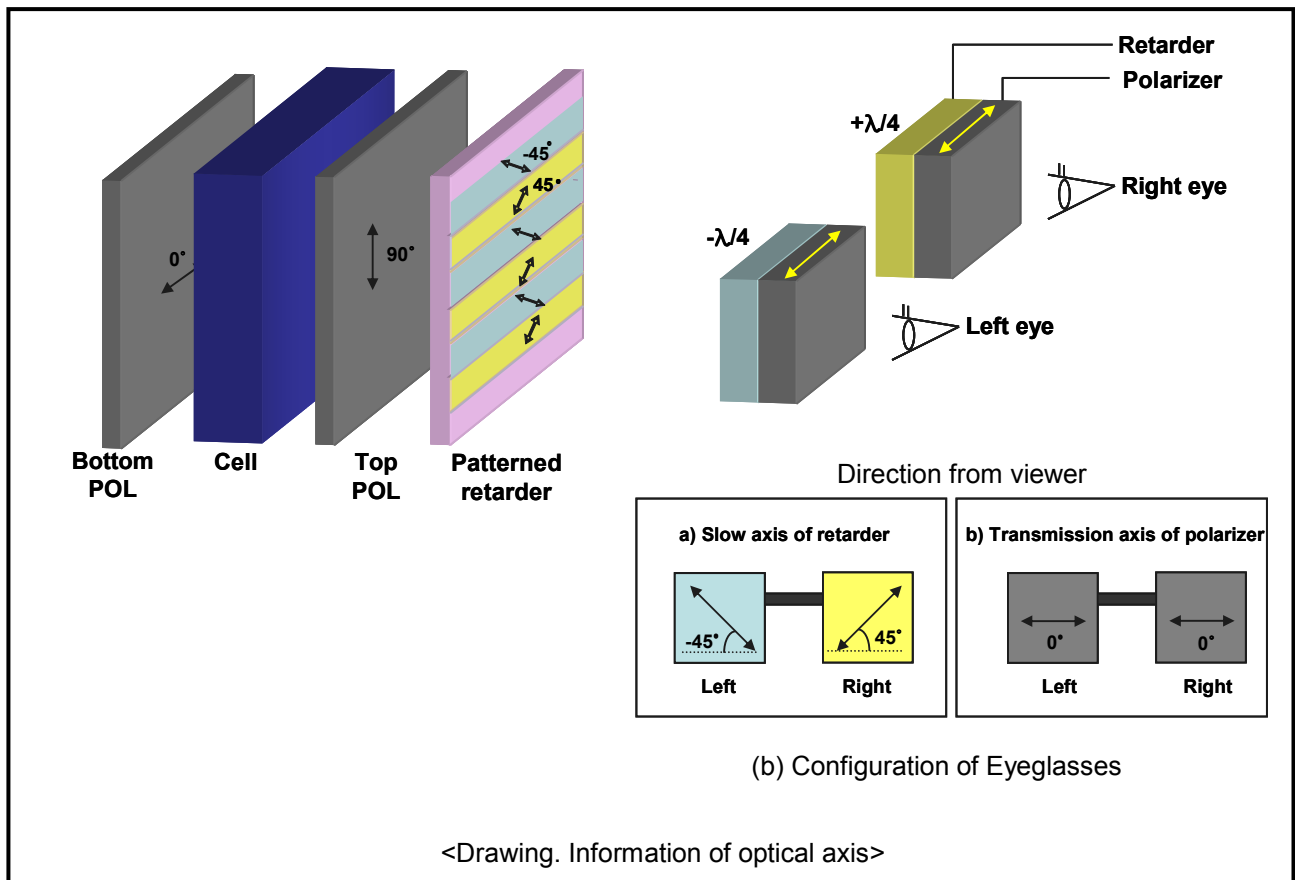 Retarder
Polarizer
+λ/4
Right eye
-λ/4
Left eye
-45°
45°
0°
90°
Bottom
POL
Cell
Top
POL
Patterned
retarder
Direction from viewer
a) Slow axis of retarder
-45°
45°
Left
Right
b) Transmission axis of polarizer
0°
0°
Left
Right
(b) Configuration of Eyeglasses
<Drawing. Information of optical axis>